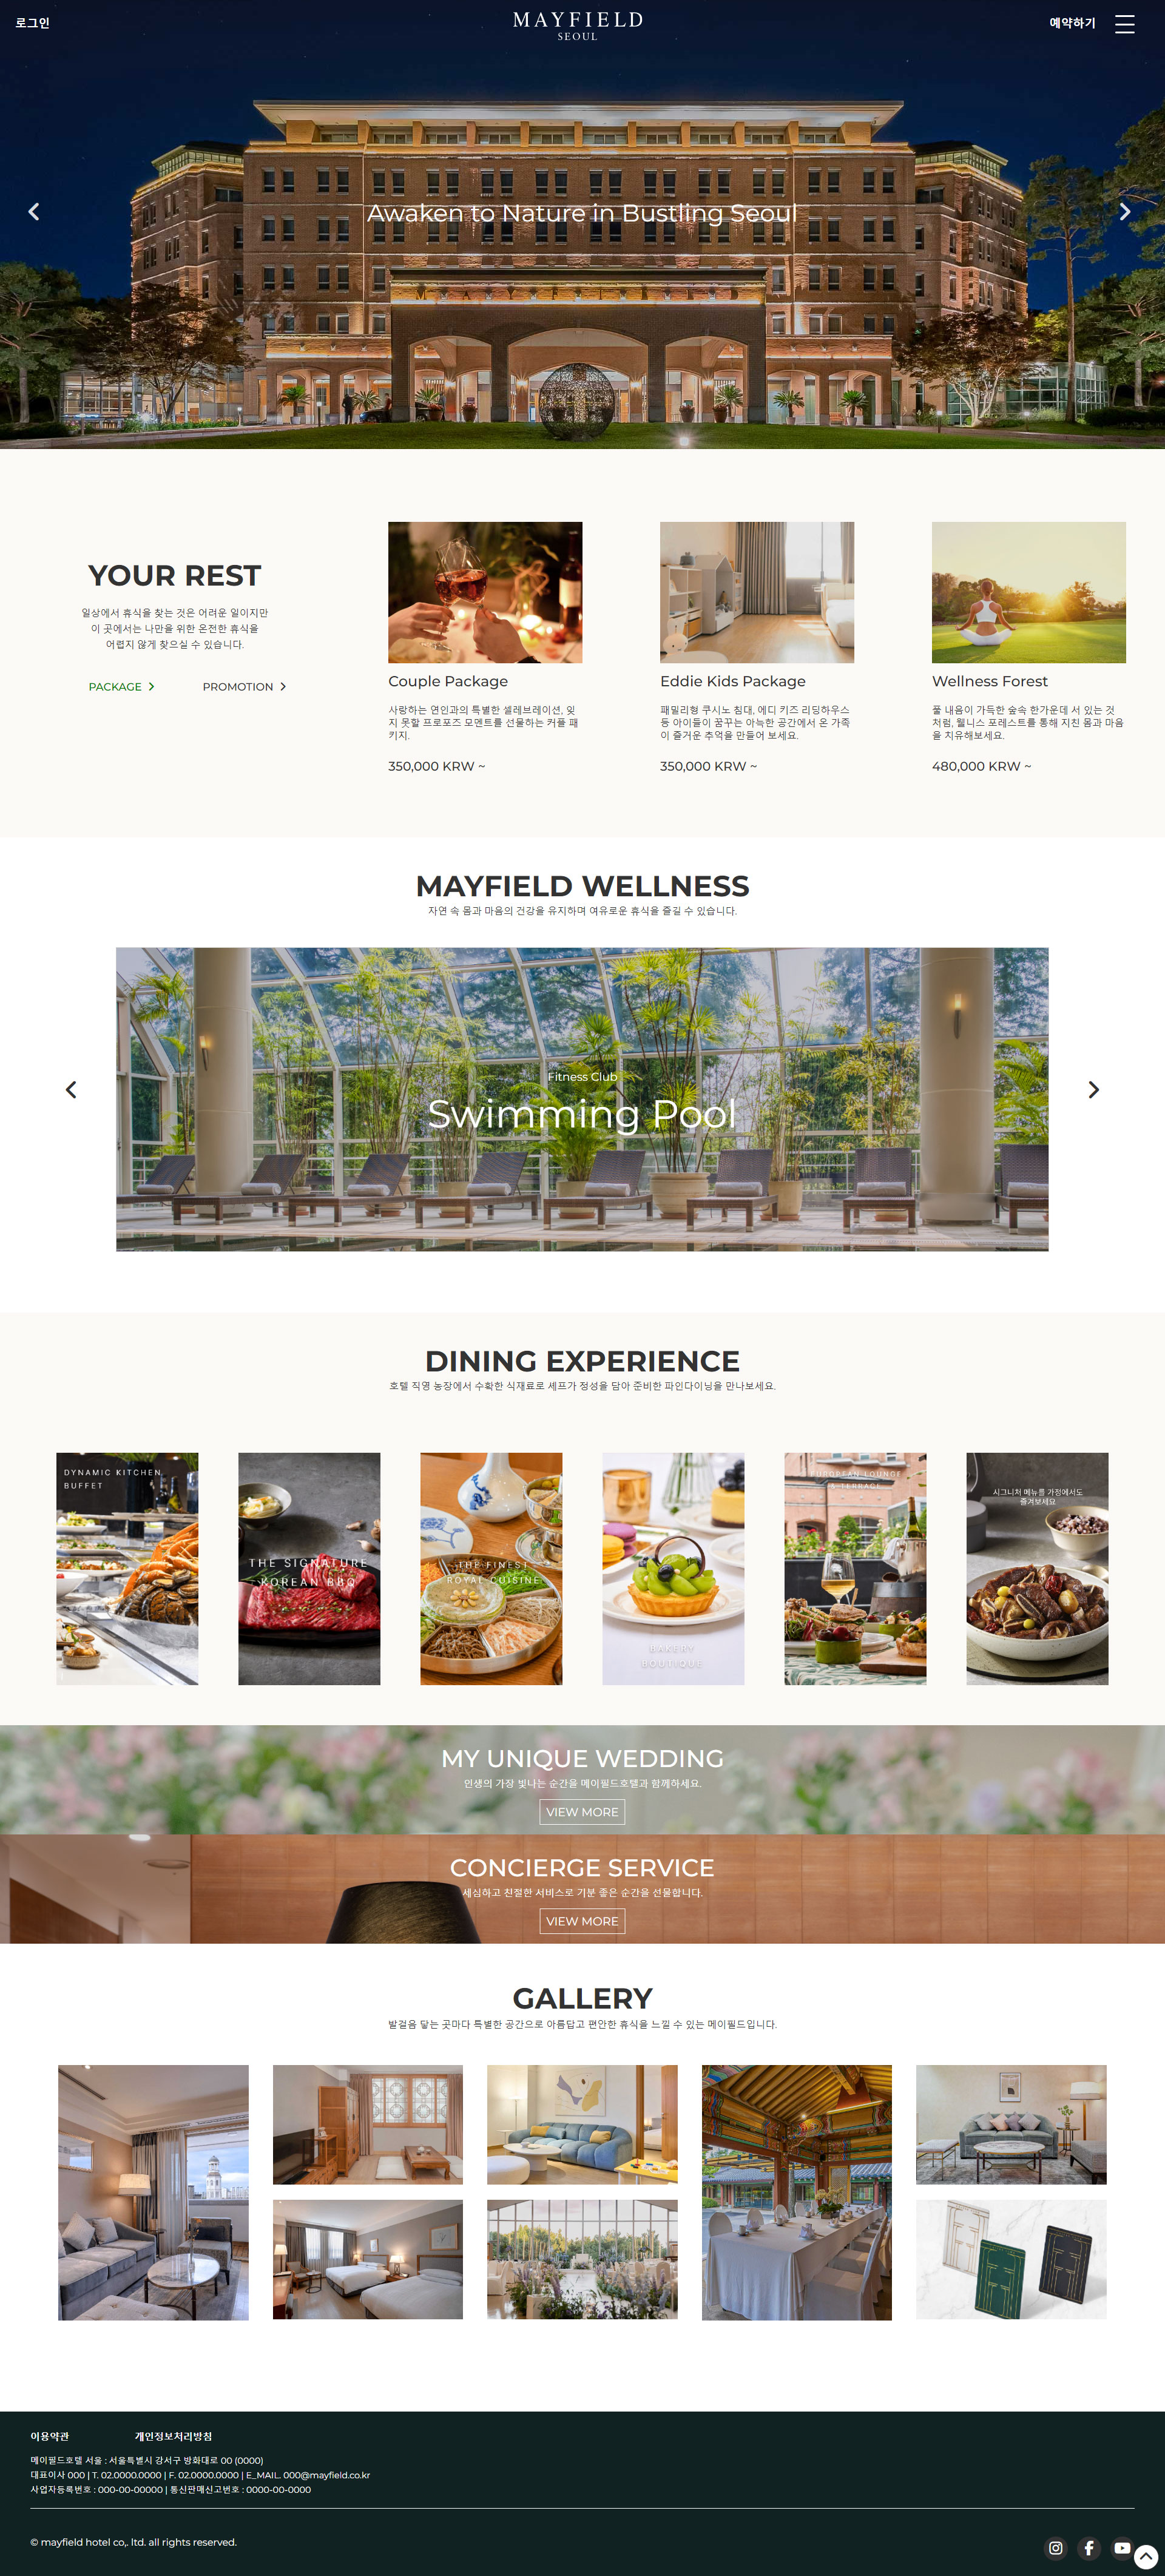 로그인
MAYFIELD
SEOUL
예약하기
Awaken to Nature in Bustling Seoul
MAYFIELD
YOUR REST
일상에서 휴식을 찾는 것은 어려운 일이지만
이 곳에서는 나만을 위한 온전한 휴식을
어렵지 않게 찾으실 수 있습니다.
PACKAGE
PROMOTION
Couple Package
사랑하는 연인과의 특별한 셀레브레이션, 잊
지 못할 프로포즈 모멘트를 선물하는 커플 패
키지.
350,000 KRW ~
Eddie Kids Package
패밀리형 쿠시노 침대, 에디 키즈 리딩하우스
등 아이들이 꿈꾸는 아늑한 공간에서 온 가족
이 즐거운 추억을 만들어 보세요.
350,000 KRW ~
Wellness Forest
풀 내음이 가득한 숲속 한가운데 서 있는 것
처럼, 웰니스 포레스트를 통해 지친 몸과 마음
을 치유해보세요.
480,000 KRW ~
MAYFIELD WELLNESS
자연 속 몸과 마음의 건강을 유지하며 여유로운 휴식을 즐길 수 있습니다.
Fitness Club
Swimming Pool
DINING EXPERIENCE
호텔 직영 농장에서 수확한 식재료로 셰프가 정성을 담아 준비한 파인다이닝을 만나보세요.
DYNAMIC KITCHEN
BUFFET
THE SIGNATURE
KOREAN BBQ
THE FINEST
ROYAL CUISINE
BAKERY
BOUTIQUE
EUROPEAN LOUNGE
& TERRACE
시그니처 메뉴를 가정에서도
즐겨보세요
MY UNIQUE WEDDING
인생의 가장 빛나는 순간을 메이필드호텔과 함께하세요.
VIEW MORE
CONCIERGE SERVICE
세심하고 친절한 서비스로 기분 좋은 순간을 선물합니다.
VIEW MORE
GALLERY
발걸음 닿는 곳마다 특별한 공간으로 아름답고 편안한 휴식을 느낄 수 있는 메이필드입니다.
이용약관
개인정보처리방침
메이필드호텔 서울 : 서울특별시 강서구 방화대로 00 (0000)
대표이사 000 | T. 02.0000.0000 | F. 02.0000.0000 | E_MAIL. 000@mayfield.co.kr
사업자등록번호 : 000-00-00000 | 통신판매신고번호 : 0000-00-0000
© mayfield hotel co,. ltd. all rights reserved.